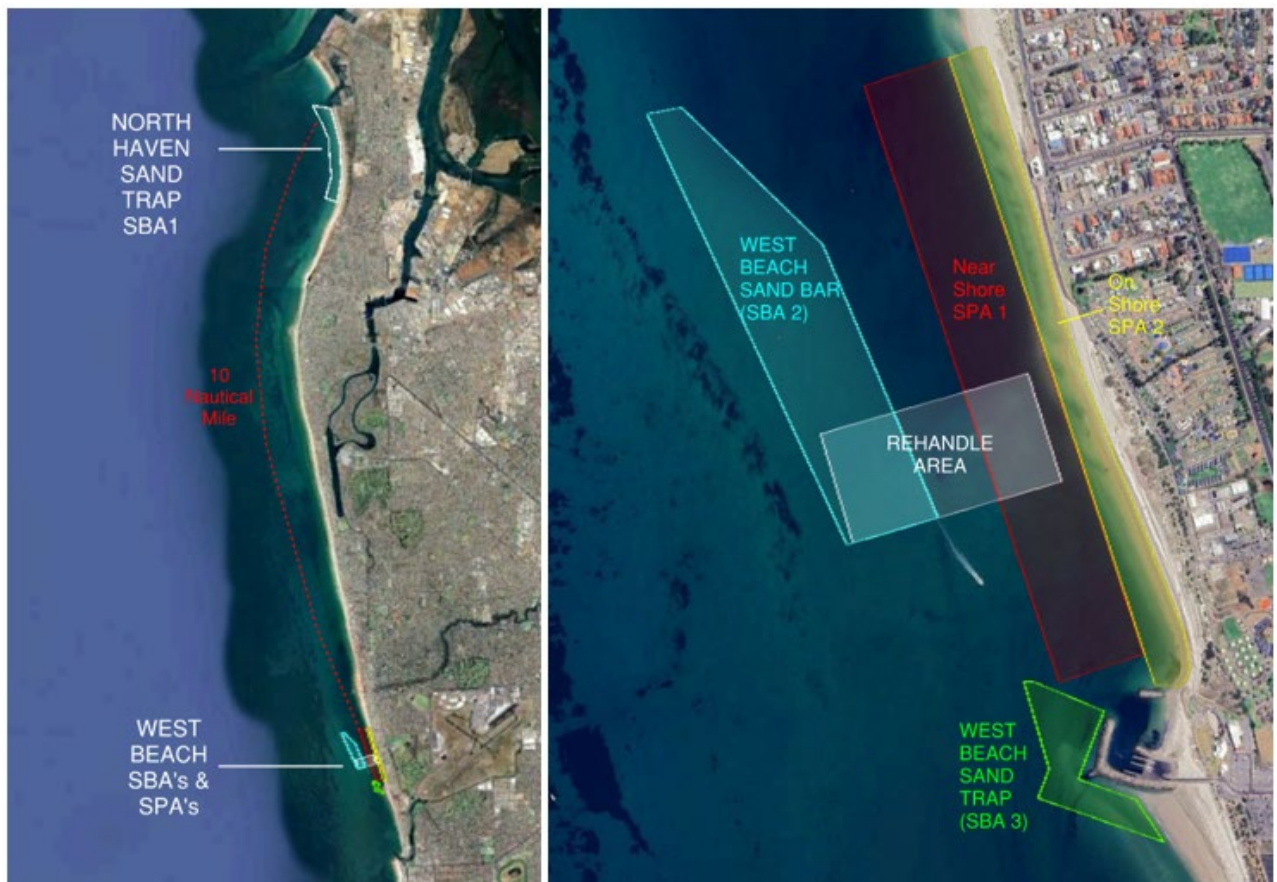 NORTH
HAVEN
SAND
TRAP
SBA1
10
Nautical
Mile
WEST
BEACH
SBA's &
SPA's
WEST
BEACH
SAND BAR
(SBA 2)
Near
Shore
SPA 1
On
Shore
SPA 2
REHANDLE
AREA
WEST
BEACH
SAND
TRAP
(SBA 3)